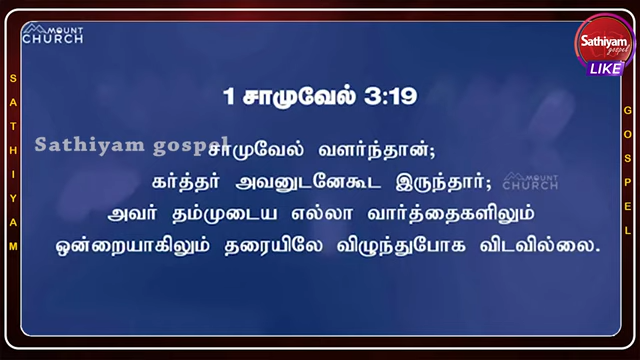 MOUNT
CHURCH
Sathiyam
gospel
LIKE
1 சாமுவேல் 3:19
Sathiyam gospel
சாமுவேல் வளர்ந்தான்;
கர்த்தர் அவனுடனேகூட இருந்தார்;
MOUNT
CHURCH
அவர் தம்முடைய எல்லா வார்த்தைகளிலும்
ஒன்றையாகிலும் தரையிலே விழுந்துபோக விடவில்லை.
SATHIYAM
GOSPEL